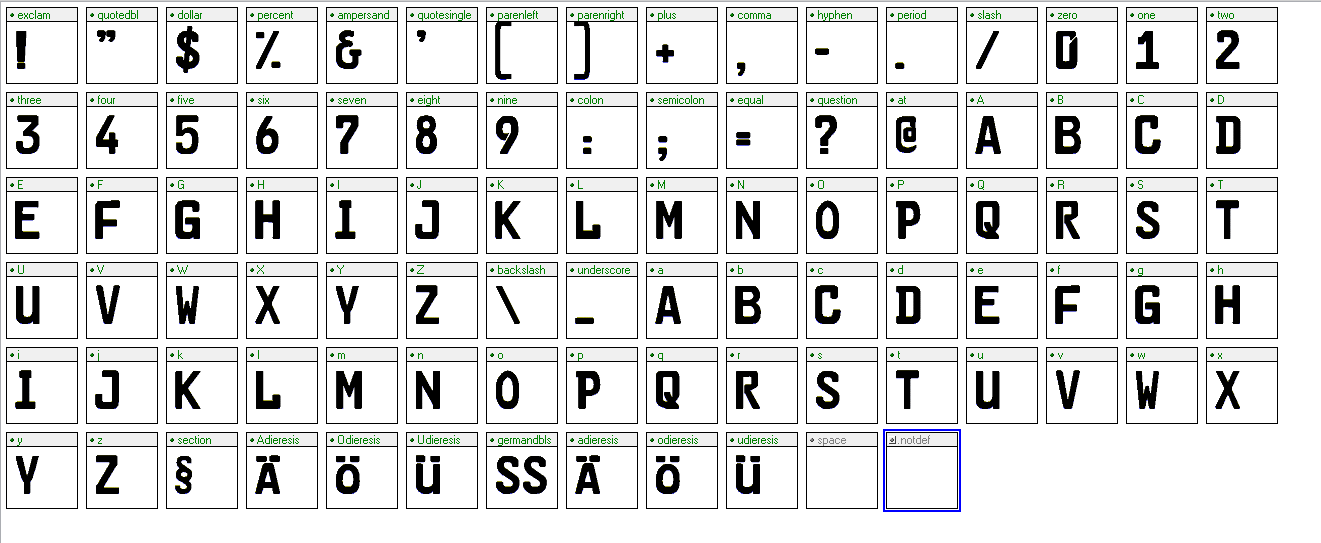 exclam quotedbl dollar percent ampersand quotesingle parenleft parenright plus comma hyphen period slash zero one two
! " $ % & ' [ ] + , - . / 0 1 2
three four five six seven eight nine colon semicolon equal question at A B C D
3 4 5 6 7 8 9 : ; = ? @ A B C D
E F G H I J K L M N O P Q R S T
E F G H I J K L M N O P Q R S T
U V W X Y Z backslash underscore a b c d e f g h
U V W X Y Z \ _ A B C D E F G H
i j k l m n o p q r s t u v w x
I J K L M N O P Q R S T U V W X
y z section Adieresis Odieresis Udieresis germandbls adieresis odieresis udieresis space .notdef
Y Z § Ä Ö Ü SS Ä Ö Ü